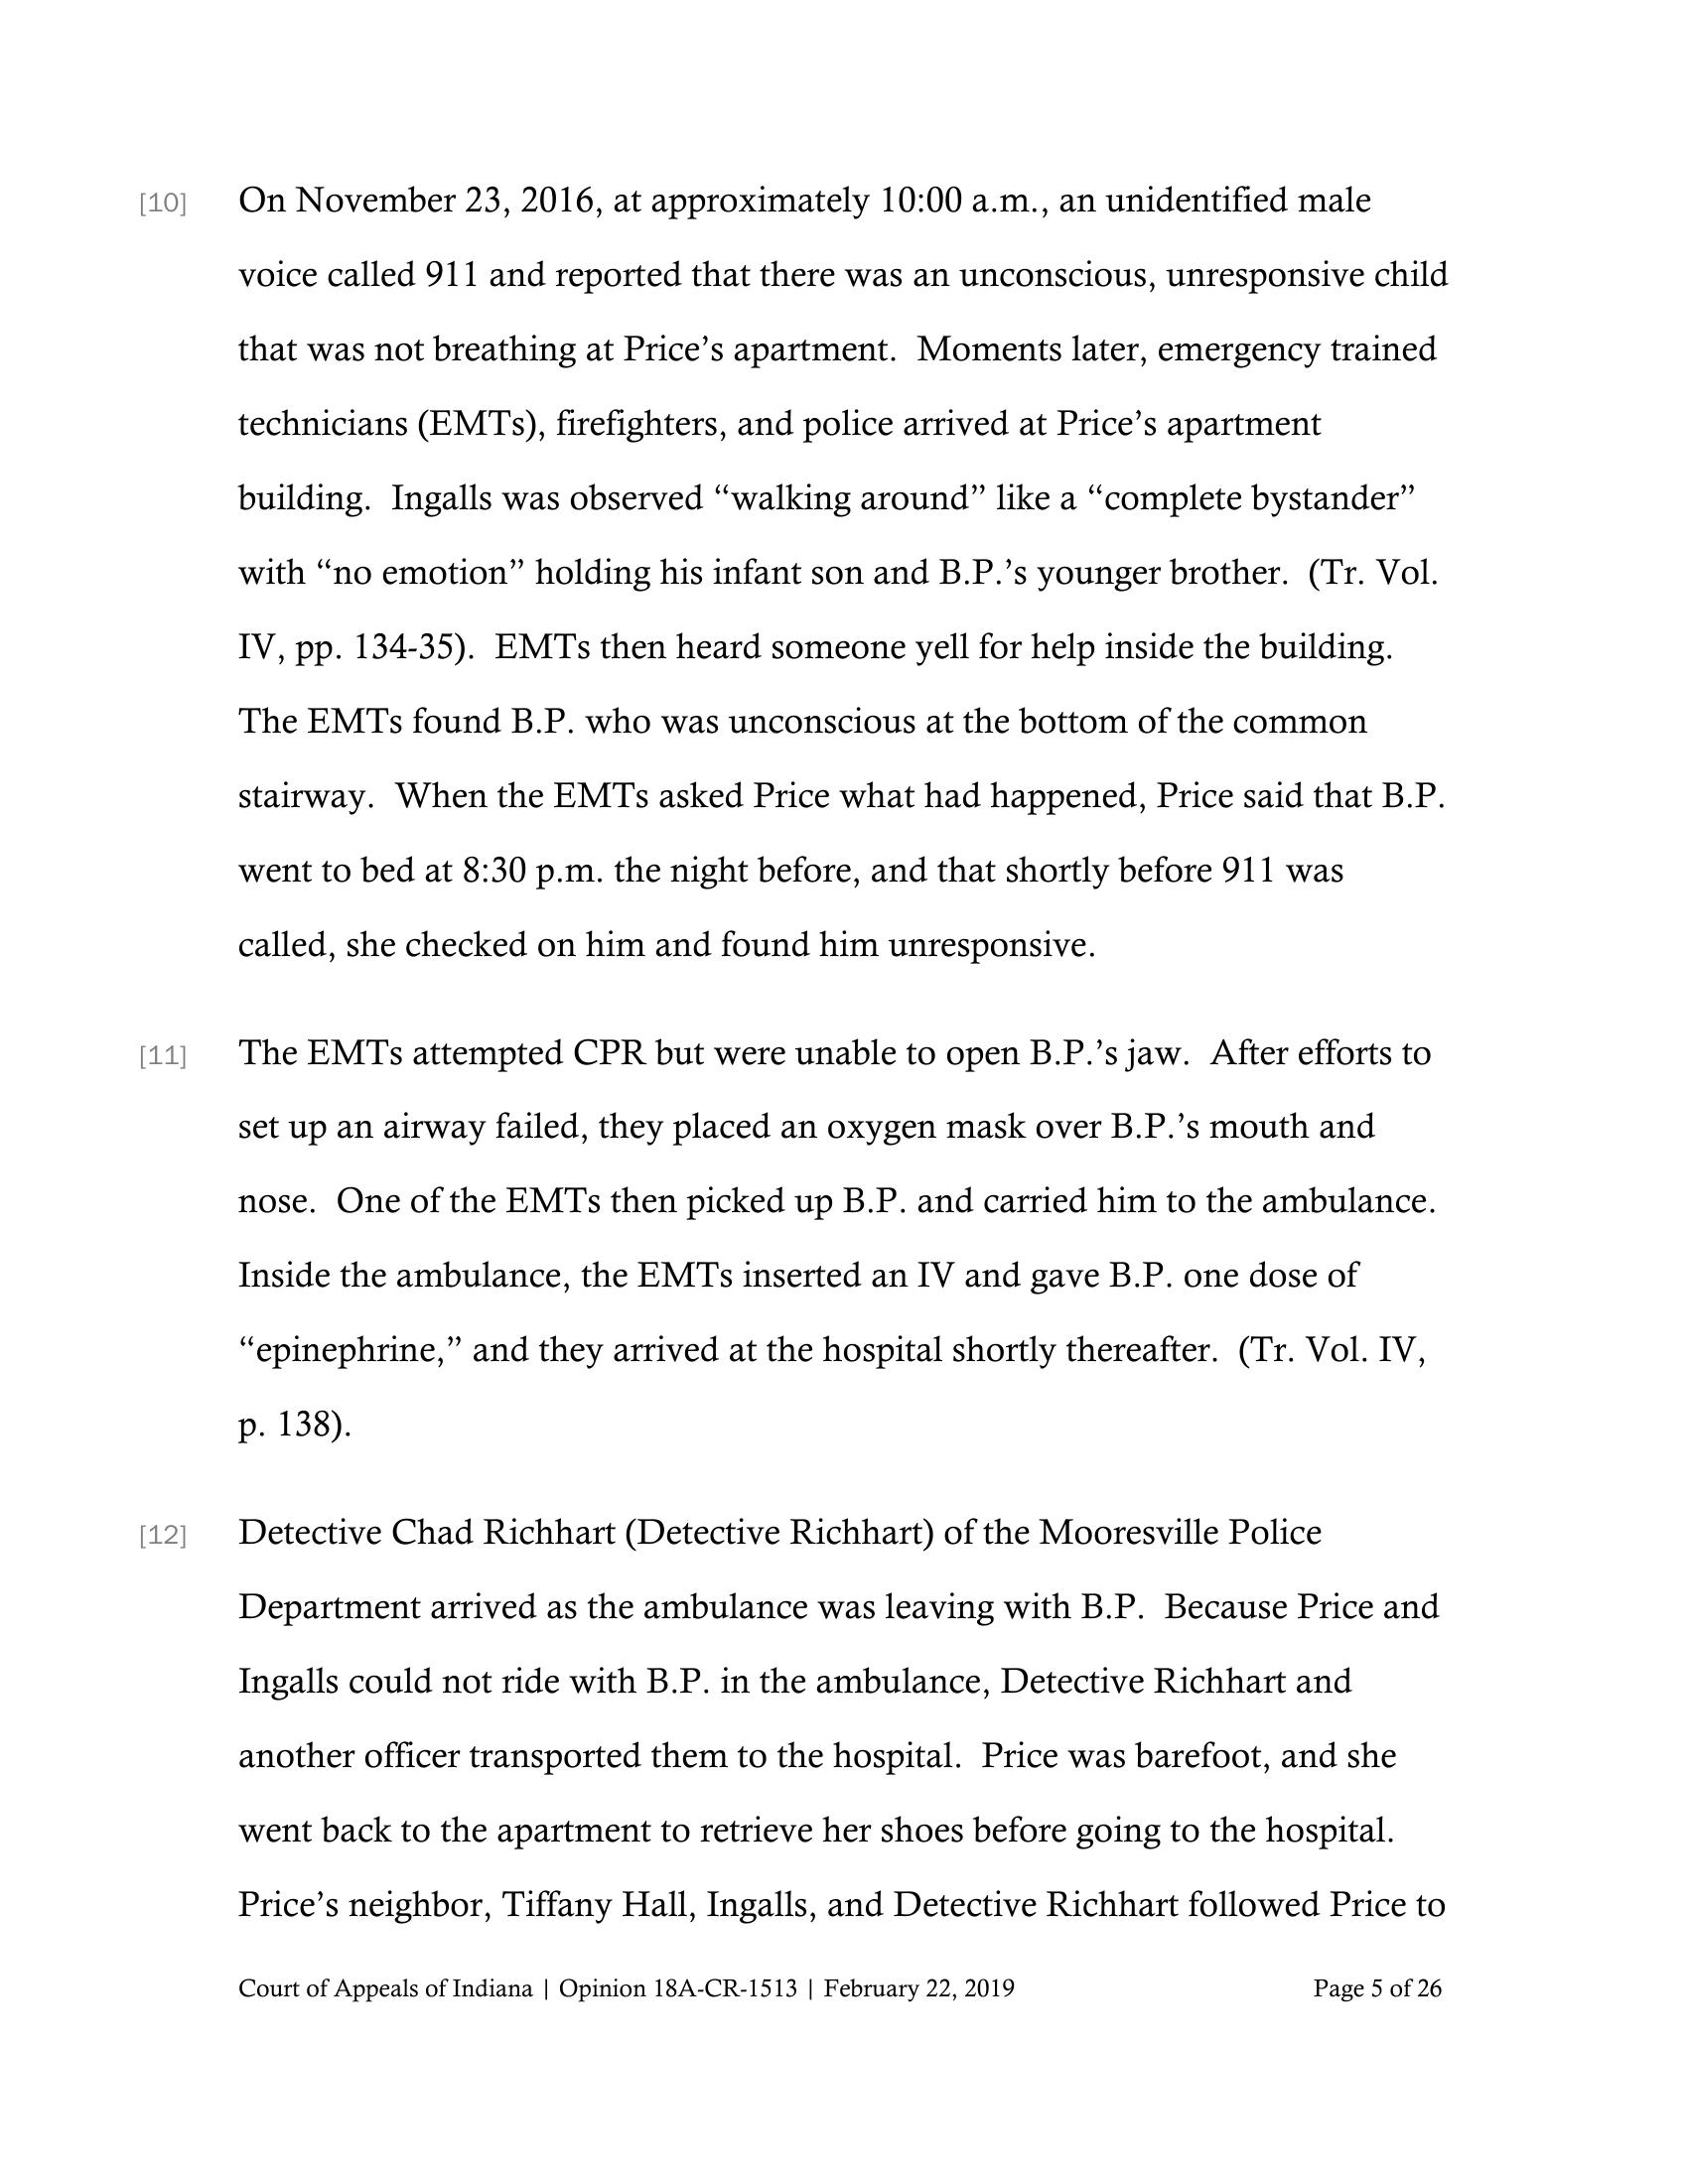 [10] On November 23, 2016, at approximately 10:00 a.m., an unidentified male
voice called 911 and reported that there was an unconscious, unresponsive child
that was not breathing at Price’s apartment.  Moments later, emergency trained
technicians (EMTs), firefighters, and police arrived at Price’s apartment
building.  Ingalls was observed “walking around” like a “complete bystander”
with “no emotion” holding his infant son and B.P.’s younger brother.  (Tr. Vol.
IV, pp. 134-35).  EMTs then heard someone yell for help inside the building.
The EMTs found B.P. who was unconscious at the bottom of the common
stairway.  When the EMTs asked Price what had happened, Price said that B.P.
went to bed at 8:30 p.m. the night before, and that shortly before 911 was
called, she checked on him and found him unresponsive.
[11] The EMTs attempted CPR but were unable to open B.P.’s jaw.  After efforts to
set up an airway failed, they placed an oxygen mask over B.P.’s mouth and
nose.  One of the EMTs then picked up B.P. and carried him to the ambulance.
Inside the ambulance, the EMTs inserted an IV and gave B.P. one dose of
“epinephrine,” and they arrived at the hospital shortly thereafter.  (Tr. Vol. IV,
p. 138).
[12] Detective Chad Richhart (Detective Richhart) of the Mooresville Police
Department arrived as the ambulance was leaving with B.P.  Because Price and
Ingalls could not ride with B.P. in the ambulance, Detective Richhart and
another officer transported them to the hospital.  Price was barefoot, and she
went back to the apartment to retrieve her shoes before going to the hospital.
Price’s neighbor, Tiffany Hall, Ingalls, and Detective Richhart followed Price to
Court of Appeals of Indiana | Opinion 18A-CR-1513 | February 22, 2019 Page 5 of 26